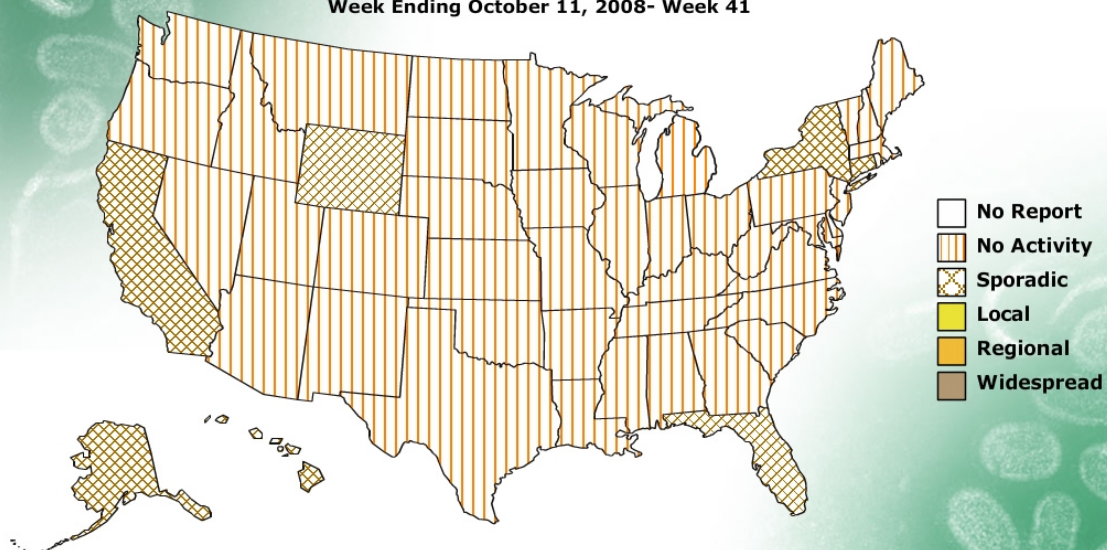 Week Ending October 11, 2008- Week 41
No Report
No Activity
Sporadic
Local
Regional
Widespread